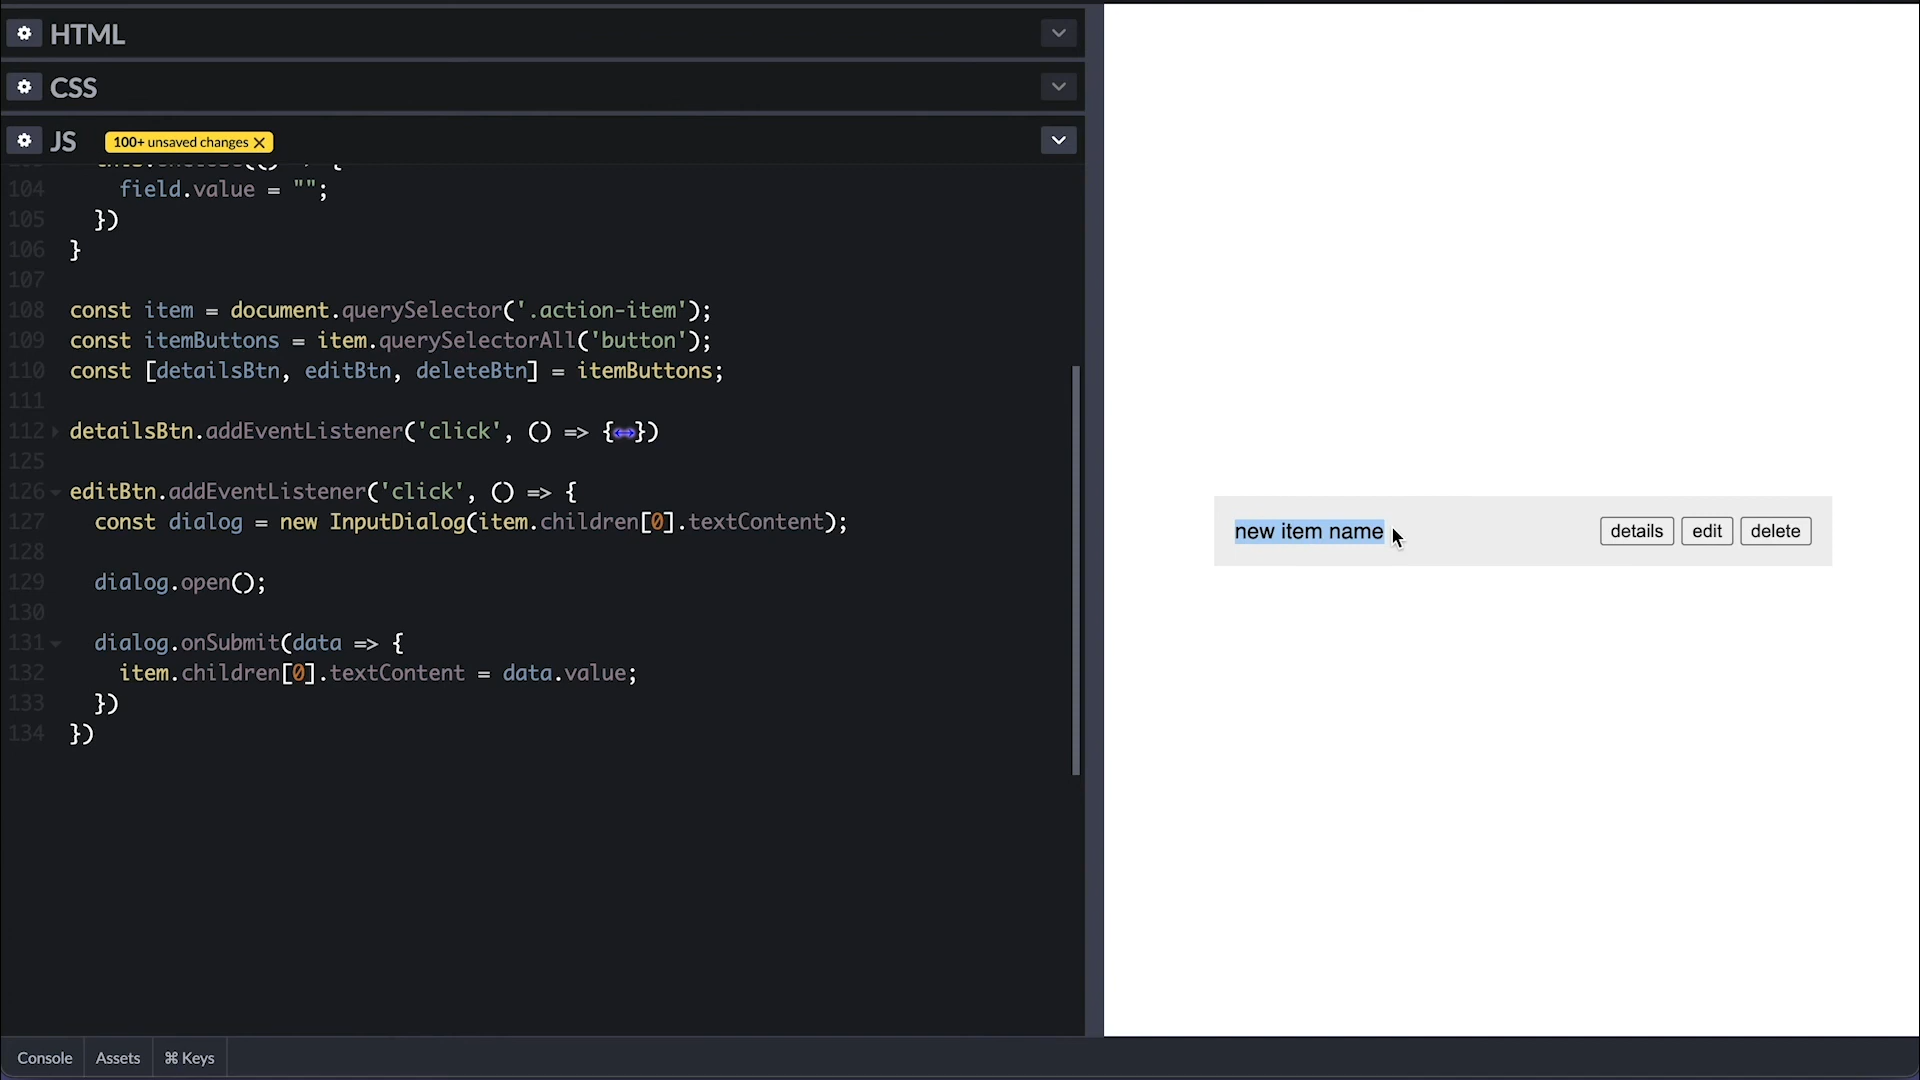 HTML
CSS
JS 100+ unsaved changes ×
104 field.value = "";
105 })
106 }
107
108 const item = document.querySelector('.action-item');
109 const itemButtons = item.querySelectorAll('button');
110 const [detailsBtn, editBtn, deleteBtn] = itemButtons;
111
112 detailsBtn.addEventListener('click', () => {↔})
125
126 editBtn.addEventListener('click', () => {
127 const dialog = new InputDialog(item.children[0].textContent);
128
129 dialog.open();
130
131 dialog.onSubmit(data => {
132 item.children[0].textContent = data.value;
133 })
134 })
new item name details edit delete
Console Assets ⌘ Keys